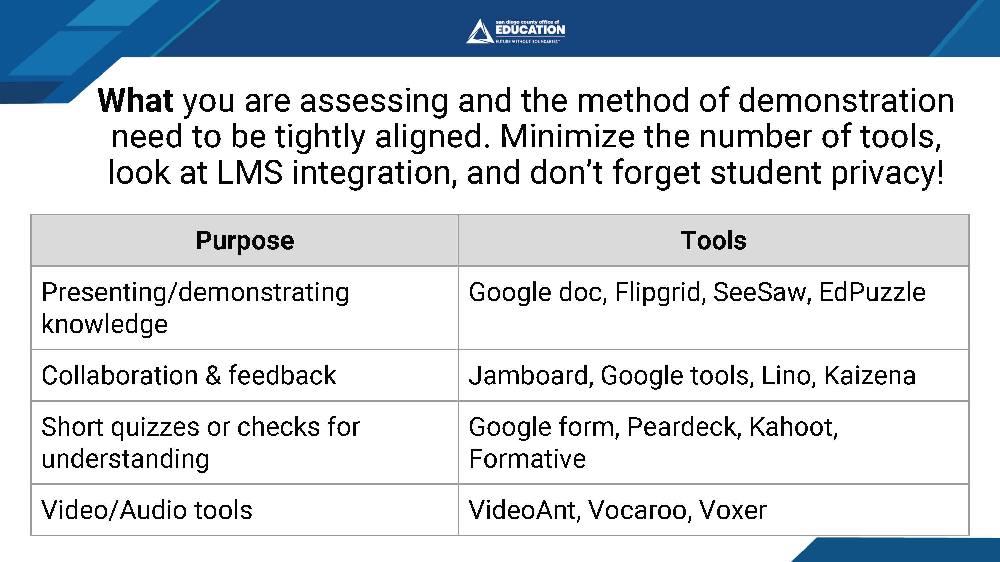 san diego county office of
EDUCATION
FUTURE WITHOUT BOUNDARIES℠
What you are assessing and the method of demonstration
need to be tightly aligned. Minimize the number of tools,
look at LMS integration, and don’t forget student privacy!
Purpose
Tools
Presenting/demonstrating
knowledge
Google doc, Flipgrid, SeeSaw, EdPuzzle
Collaboration & feedback
Jamboard, Google tools, Lino, Kaizena
Short quizzes or checks for
understanding
Google form, Peardeck, Kahoot,
Formative
Video/Audio tools
VideoAnt, Vocaroo, Voxer